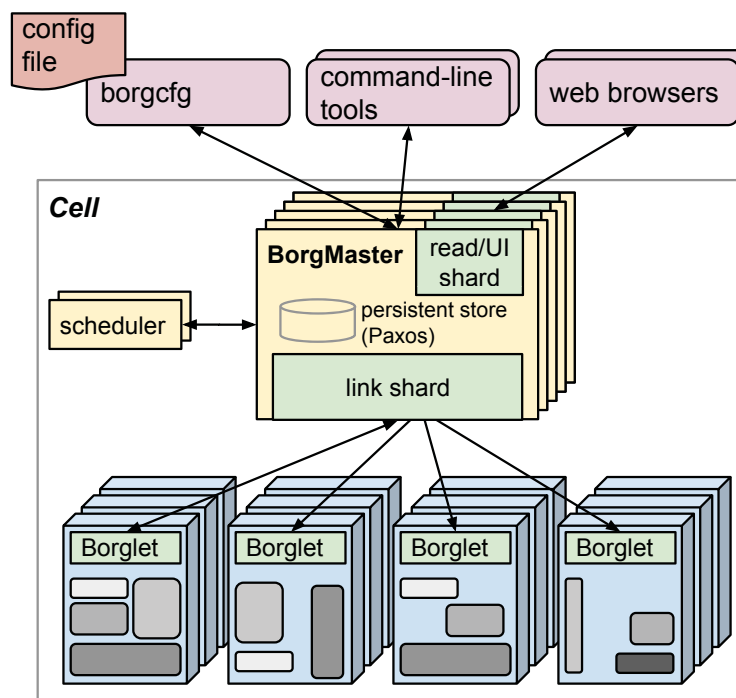 config
file
borgcfg
command-line
tools
web browsers
Cell
BorgMaster
read/UI
shard
scheduler
persistent store
(Paxos)
link shard
Borglet
Borglet
Borglet
Borglet